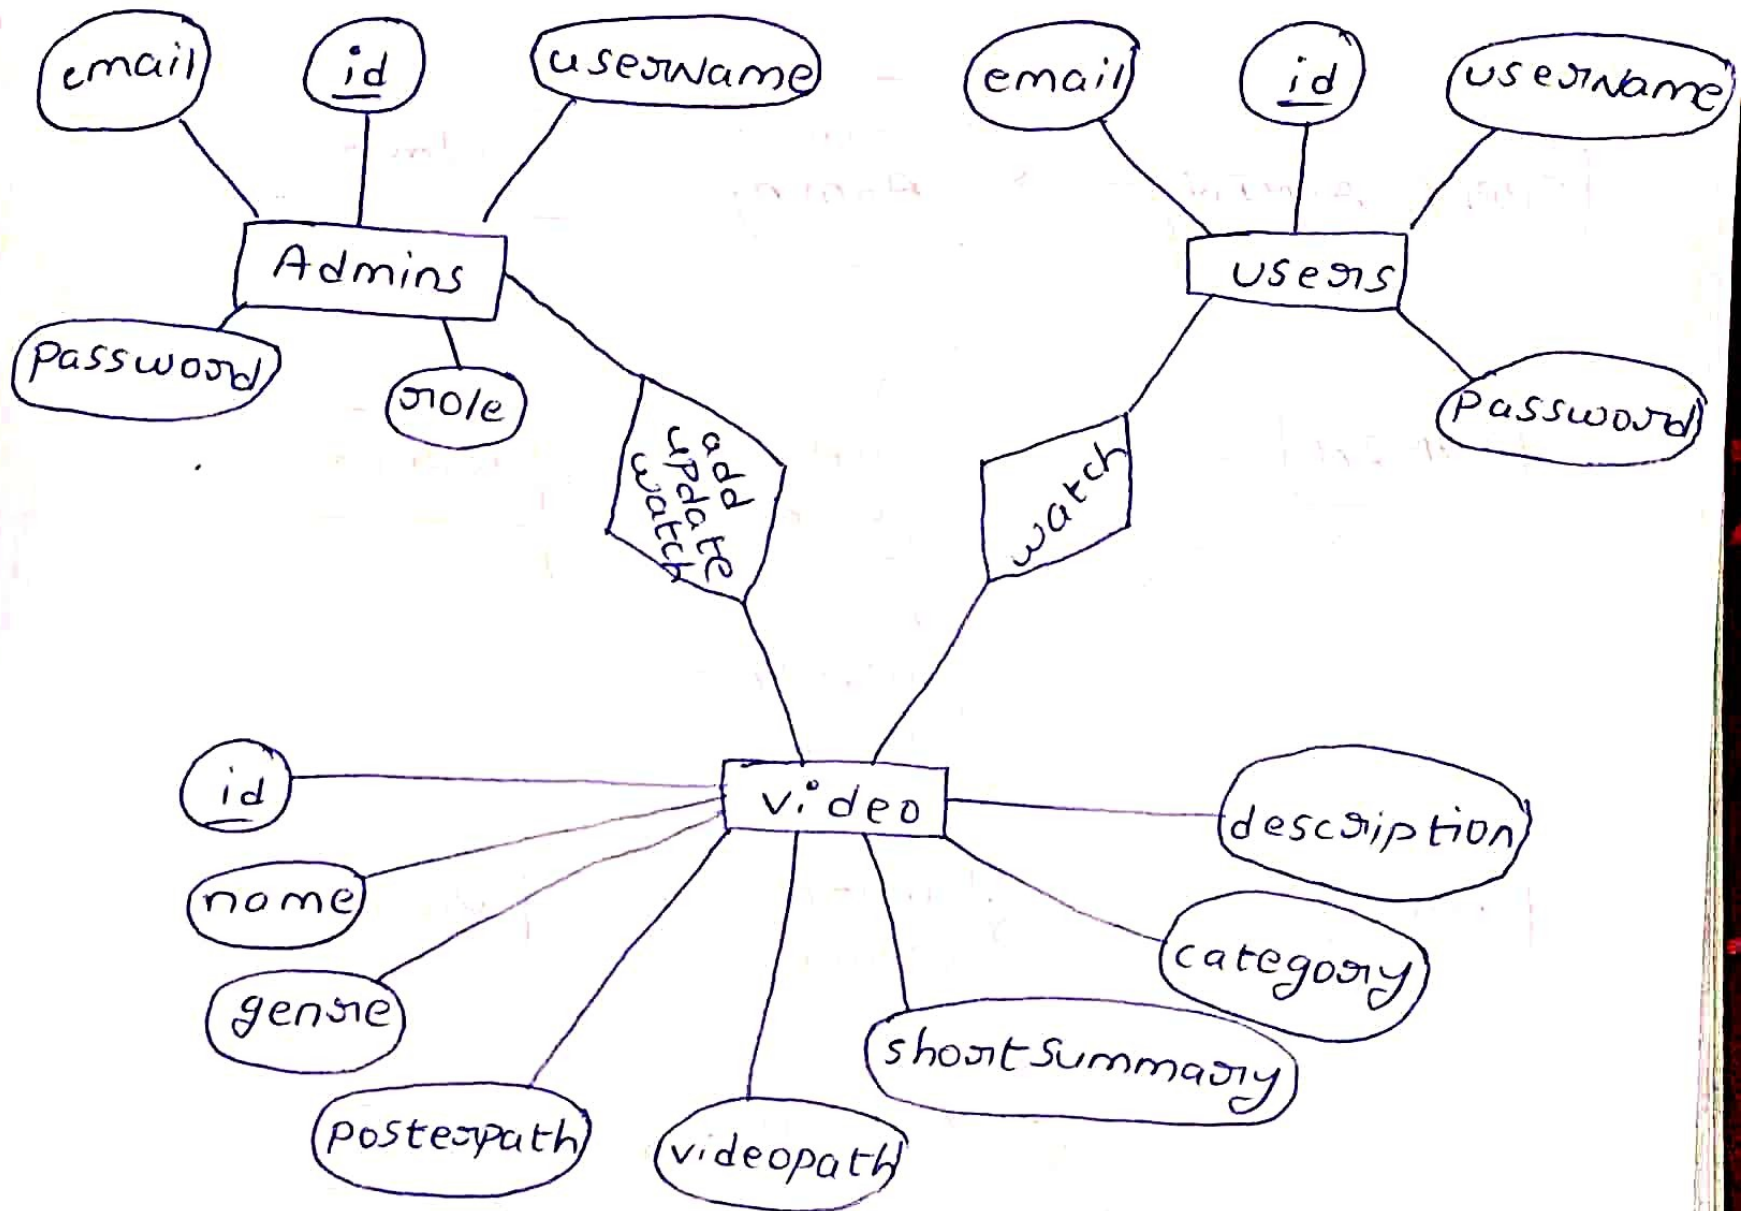 email
id
username
email
id
username
Admins
users
password
role
password
add
update
watch
watch
id
video
description
name
category
genre
shortsummary
posterpath
videopath